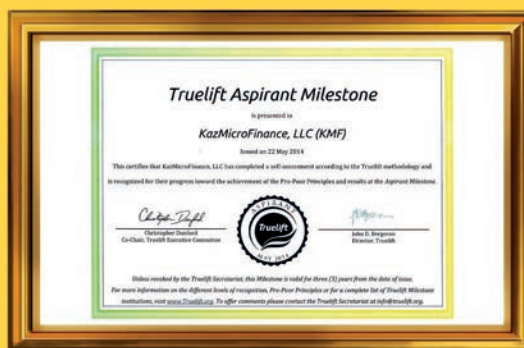 Truelift Aspirant Milestone
is presented to
KazMicroFinance, LLC (KMF)
Issued on 22 May 2014
This certifies that KazMicroFinance, LLC has completed a self-assessment according to the Truelift methodology and
is recognized for their progress toward the achievement of the Pro-Poor Principles and results at the Aspirant Milestone.
Christopher Dunford
Co-Chair, Truelift Executive Committee
ASPIRANT
Truelift
MAY 2014
Director, Truelift
Unless revoked by the Truelift Secretariat, this Milestone is valid for three (3) years from the date of issue.
For more information on the different levels of recognition, Pro-Poor Principles or for a complete list of Truelift Milestone
institutions, visit www.Truelift.org. To offer comments please contact the Truelift Secretariat at info@truelift.org.